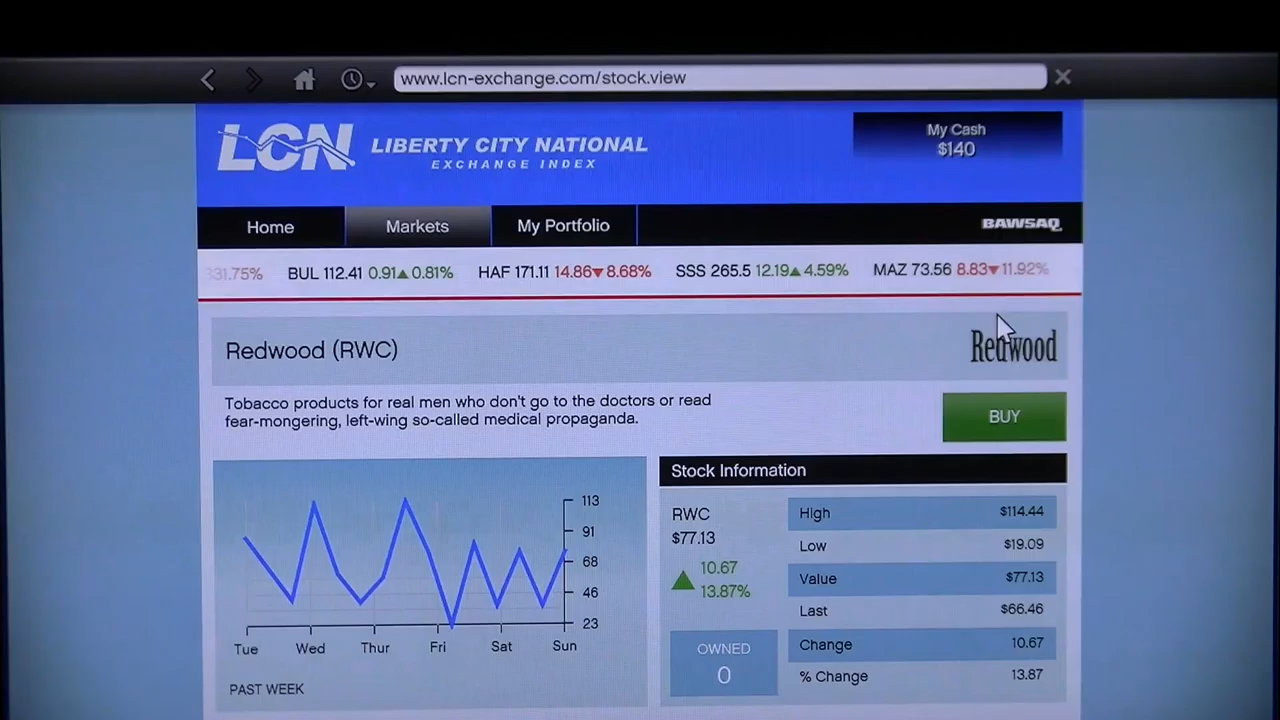 www.lcn-exchange.com/stock.view
LCN LIBERTY CITY NATIONAL
EXCHANGE INDEX
My Cash
$140
Home Markets My Portfolio BAWSAQ
331.75% BUL 112.41 0.91▲0.81% HAF 171.11 14.86▼8.68% SSS 265.5 12.19▲4.59% MAZ 73.56 8.83▼11.92%
Redwood (RWC) Redwood
Tobacco products for real men who don't go to the doctors or read
fear-mongering, left-wing so-called medical propaganda.
BUY
113
91
68
46
23
Tue Wed Thur Fri Sat Sun
PAST WEEK
Stock Information
RWC
$77.13
10.67
13.87%
OWNED
0
High $114.44
Low $19.09
Value $77.13
Last $66.46
Change 10.67
% Change 13.87